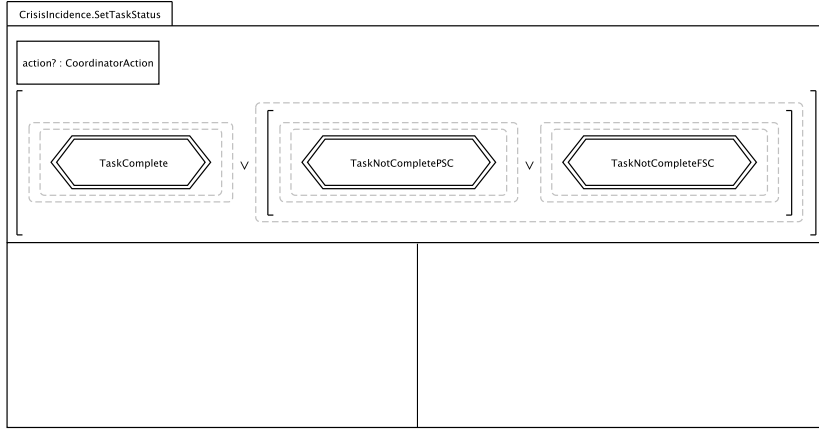 CrisisIncidence.SetTaskStatus
action? : CoordinatorAction
TaskComplete ∨ TaskNotCompletePSC ∨ TaskNotCompleteFSC